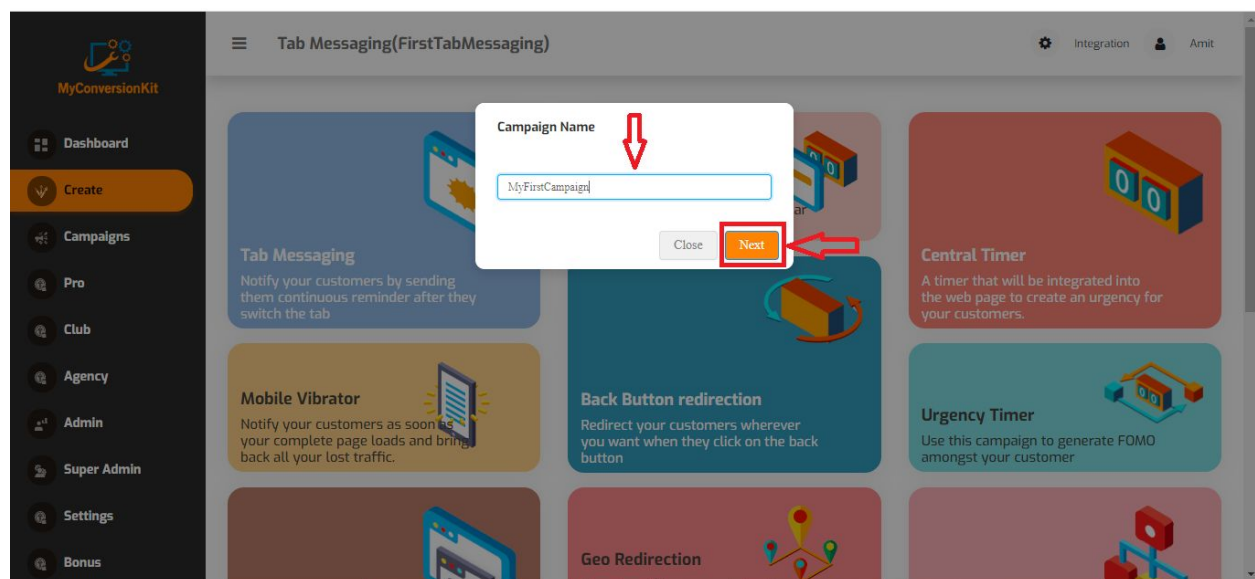 MyConversionKit
Dashboard
Create
Campaigns
Pro
Club
Agency
Admin
Super Admin
Settings
Bonus
Tab Messaging(FirstTabMessaging)
Integration
Amit
Campaign Name
MyFirstCampaign
Close
Next
Tab Messaging
Notify your customers by sending
them continuous reminder after they
switch the tab
Central Timer
A timer that will be integrated into
the web page to create an urgency for
your customers.
00
Mobile Vibrator
Notify your customers as soon as
your complete page loads and bring
back all your lost traffic.
Back Button redirection
Redirect your customers wherever
you want when they click on the back
button
Urgency Timer
Use this campaign to generate FOMO
amongst your customer
Geo Redirection